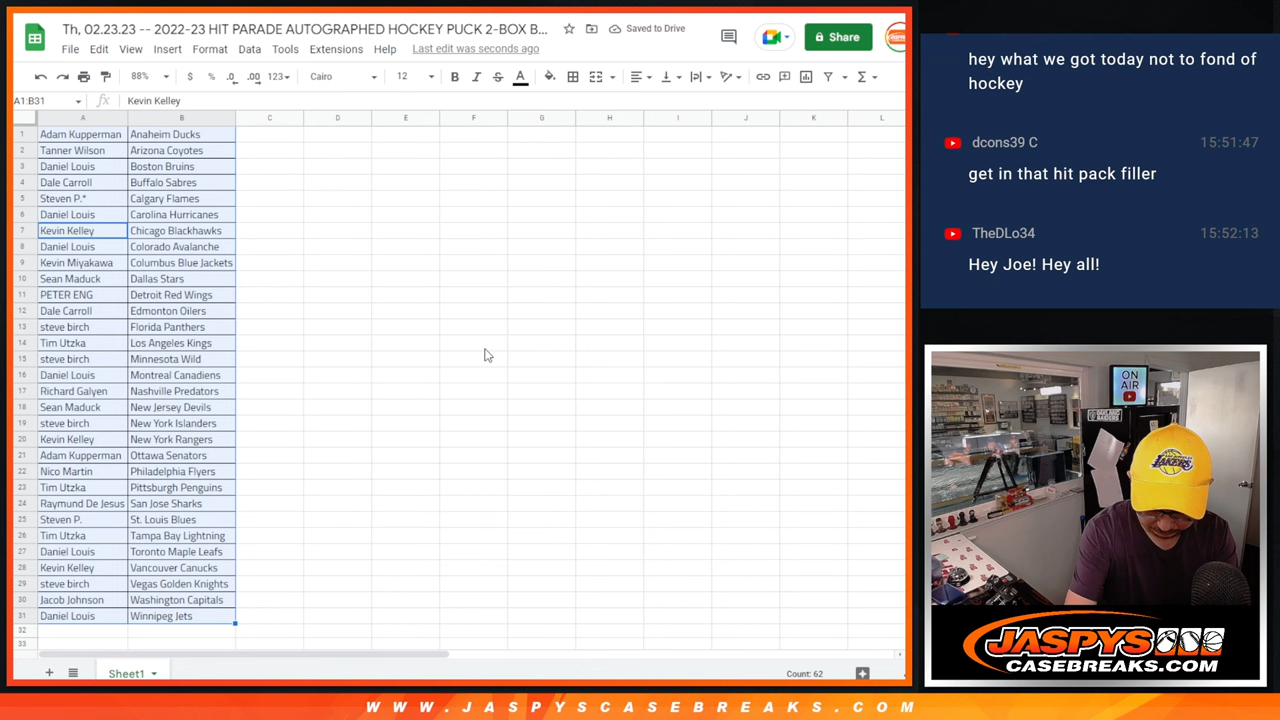 Th, 02.23.23 -- 2022-23 HIT PARADE AUTOGRAPHED HOCKEY PUCK 2-BOX B...
Saved to Drive
Share
File Edit View Insert Format Data Tools Extensions Help Last edit was seconds ago
88% $ % .0 .00 123 Cairo 12 B I S A
A1:B31 fx Kevin Kelley
A B C D E F G H I J K L
1 Adam Kupperman Anaheim Ducks
2 Tanner Wilson Arizona Coyotes
3 Daniel Louis Boston Bruins
4 Dale Carroll Buffalo Sabres
5 Steven P.* Calgary Flames
6 Daniel Louis Carolina Hurricanes
7 Kevin Kelley Chicago Blackhawks
8 Daniel Louis Colorado Avalanche
9 Kevin Miyakawa Columbus Blue Jackets
10 Sean Maduck Dallas Stars
11 PETER ENG Detroit Red Wings
12 Dale Carroll Edmonton Oilers
13 steve birch Florida Panthers
14 Tim Utzka Los Angeles Kings
15 steve birch Minnesota Wild
16 Daniel Louis Montreal Canadiens
17 Richard Galyen Nashville Predators
18 Sean Maduck New Jersey Devils
19 steve birch New York Islanders
20 Kevin Kelley New York Rangers
21 Adam Kupperman Ottawa Senators
22 Nico Martin Philadelphia Flyers
23 Tim Utzka Pittsburgh Penguins
24 Raymund De Jesus San Jose Sharks
25 Steven P. St. Louis Blues
26 Tim Utzka Tampa Bay Lightning
27 Daniel Louis Toronto Maple Leafs
28 Kevin Kelley Vancouver Canucks
29 steve birch Vegas Golden Knights
30 Jacob Johnson Washington Capitals
31 Daniel Louis Winnipeg Jets
32
33
Sheet1
Count: 62
hey what we got today not to fond of
hockey
dcons39 C 15:51:47
get in that hit pack filler
TheDLo34 15:52:13
Hey Joe! Hey all!
ON
AIR
OAKLAND
RAIDERS
LAKERS
JASPYS
CASEBREAKS.COM
WWW.JASPYSCASEBREAKS.COM